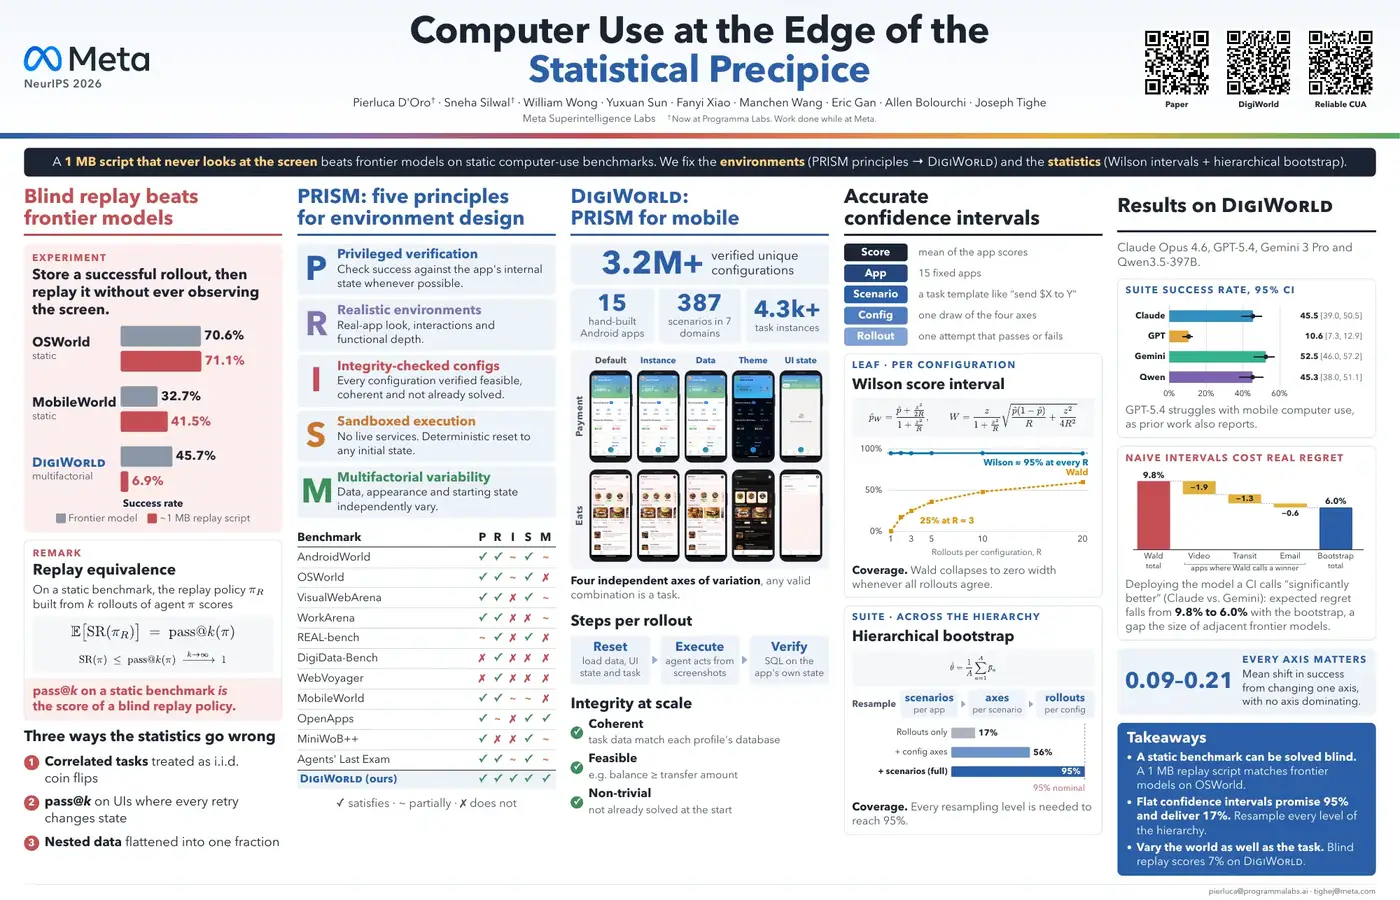 Meta
NeurIPS 2026
Computer Use at the Edge of the
Statistical Precipice
Pierluca D'Oro† · Sneha Silwal† · William Wong · Yuxuan Sun · Fanyi Xiao · Manchen Wang · Eric Gan · Allen Bolourchi · Joseph Tighe
Meta Superintelligence Labs †Now at Programma Labs. Work done while at Meta.
Paper
DigiWorld
Reliable CUA
A 1 MB script that never looks at the screen beats frontier models on static computer-use benchmarks. We fix the environments (PRISM principles → DIGIWORLD) and the statistics (Wilson intervals + hierarchical bootstrap).
Blind replay beats
frontier models
EXPERIMENT
Store a successful rollout, then
replay it without ever observing
the screen.
OSWorld
static
70.6%
71.1%
MobileWorld
static
32.7%
41.5%
DIGIWORLD
multifactorial
45.7%
6.9%
Success rate
Frontier model ~1 MB replay script
REMARK
Replay equivalence
On a static benchmark, the replay policy π_R
built from k rollouts of agent π scores
𝔼[SR(π_R)] = pass@k(π)
SR(π) ≤ pass@k(π) k→∞ ⟶ 1
pass@k on a static benchmark is
the score of a blind replay policy.
Three ways the statistics go wrong
1 Correlated tasks treated as i.i.d.
coin flips
2 pass@k on UIs where every retry
changes state
3 Nested data flattened into one fraction
PRISM: five principles
for environment design
P Privileged verification
Check success against the app's internal
state whenever possible.
R Realistic environments
Real-app look, interactions and
functional depth.
I Integrity-checked configs
Every configuration verified feasible,
coherent and not already solved.
S Sandboxed execution
No live services. Deterministic reset to
any initial state.
M Multifactorial variability
Data, appearance and starting state
independently vary.
Benchmark P R I S M
AndroidWorld ✓ ✓ ~ ✓ ~
OSWorld ✓ ✓ ~ ✓ ✗
VisualWebArena ✓ ✓ ✗ ✓ ~
WorkArena ✓ ✓ ✗ ✗ ~
REAL-bench ~ ✓ ✗ ✓ ✗
DigiData-Bench ✗ ✓ ✗ ✗ ✗
WebVoyager ✗ ✓ ✗ ✗ ✗
MobileWorld ✓ ✓ ~ ~ ✗
OpenApps ✓ ~ ✗ ✓ ✓
MiniWoB++ ✓ ✗ ✗ ✓ ~
Agents' Last Exam ✓ ✓ ~ ✓ ~
DIGIWORLD (ours) ✓ ✓ ✓ ✓ ✓
✓ satisfies · ~ partially · ✗ does not
DIGIWORLD:
PRISM for mobile
3.2M+ verified unique
configurations
15
hand-built
Android apps
387
scenarios in 7
domains
4.3k+
task instances
Default Instance Data Theme UI state
Payment
Eats
Four independent axes of variation, any valid
combination is a task.
Steps per rollout
Reset
load data, UI
state and task
Execute
agent acts from
screenshots
Verify
SQL on the
app's own state
Integrity at scale
Coherent
task data match each profile's database
Feasible
e.g. balance ≥ transfer amount
Non-trivial
not already solved at the start
Accurate
confidence intervals
Score mean of the app scores
App 15 fixed apps
Scenario a task template like "send $X to Y"
Config one draw of the four axes
Rollout one attempt that passes or fails
LEAF · PER CONFIGURATION
Wilson score interval
p̂_W = (p̂ + z²/2R) / (1 + z²/R), W = z / (1 + z²/R) √(p̂(1 − p̂)/R + z²/4R²)
100%
50%
0%
Wilson ≈ 95% at every R
Wald
25% at R = 3
1 3 5 10 20
Rollouts per configuration, R
Coverage. Wald collapses to zero width
whenever all rollouts agree.
SUITE · ACROSS THE HIERARCHY
Hierarchical bootstrap
Resample
scenarios
per app
axes
per scenario
rollouts
per config
Rollouts only 17%
+ config axes 56%
+ scenarios (full) 95%
95% nominal
Coverage. Every resampling level is needed to
reach 95%.
Results on DIGIWORLD
Claude Opus 4.6, GPT-5.4, Gemini 3 Pro and
Qwen3.5-397B.
SUITE SUCCESS RATE, 95% CI
Claude 45.5 [39.0, 50.5]
GPT 10.6 [7.3, 12.9]
Gemini 52.5 [46.0, 57.2]
Qwen 45.3 [38.0, 51.1]
0% 20% 40% 60%
GPT-5.4 struggles with mobile computer use,
as prior work also reports.
NAIVE INTERVALS COST REAL REGRET
9.8%
−1.9
−1.3
−0.6
6.0%
Wald
total
Video Transit Email
apps where Wald calls a winner
Bootstrap
total
Deploying the model a CI calls "significantly
better" (Claude vs. Gemini): expected regret
falls from 9.8% to 6.0% with the bootstrap, a
gap the size of adjacent frontier models.
0.09–0.21
EVERY AXIS MATTERS
Mean shift in success
from changing one axis,
with no axis dominating.
Takeaways
• A static benchmark can be solved blind.
A 1 MB replay script matches frontier
models on OSWorld.
• Flat confidence intervals promise 95%
and deliver 17%. Resample every level of
the hierarchy.
• Vary the world as well as the task. Blind
replay scores 7% on DIGIWORLD.
pierluca@programmalabs.ai · tighej@meta.com